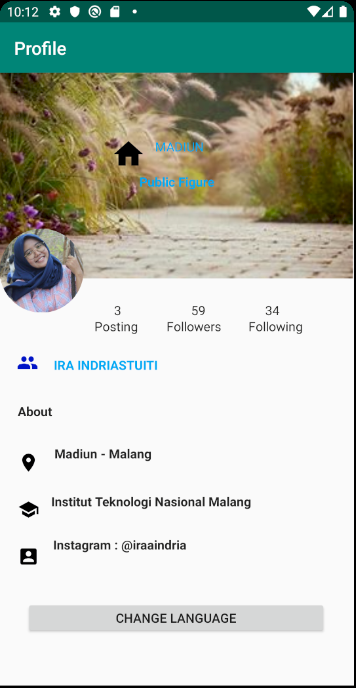 10:12
Profile
MADIUN
Public Figure
3 59 34
Posting Followers Following
IRA INDRIASTUITI
About
Madiun - Malang
Institut Teknologi Nasional Malang
Instagram : @iraaindria
CHANGE LANGUAGE